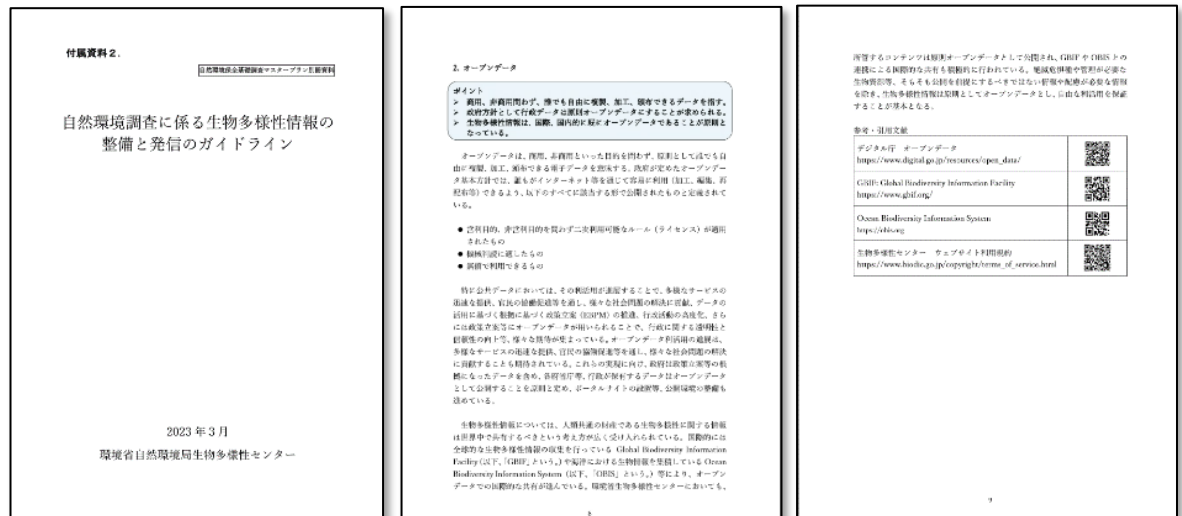 付属資料2.
自然環境保全基礎調査マスタープラン別冊資料
自然環境調査に係る生物多様性情報の
整備と発信のガイドライン
2023年3月
環境省自然環境局生物多様性センター
2. オープンデータ
ポイント
➢ 商用、非商用問わず、誰でも自由に複製、加工、頒布できるデータを指す。
➢ 政府方針として行政データは原則オープンデータにすることが求められる。
➢ 生物多様性情報は、国際、国内的に既にオープンデータであることが原則と
なっている。
オープンデータは、商用、非商用といった目的を問わず、原則として誰でも自
由に複製、加工、頒布できる電子データを意味する。政府が定めたオープンデー
タ基本方針では、誰もがインターネット等を通じて容易に利用（加工、編集、再
配布等）できるよう、以下のすべてに該当する形で公開されたものと定義されて
いる。
● 営利目的、非営利目的を問わず二次利用可能なルール（ライセンス）が適用
されたもの
● 機械判読に適したもの
● 無償で利用できるもの
特に公共データにおいては、その利活用が進展することで、多様なサービスの
迅速な提供、官民の協働促進等を通し、様々な社会問題の解決に貢献、データの
活用に基づく根拠に基づく政策立案（EBPM）の推進、行政活動の高度化、さら
には政策立案等にオープンデータが用いられることで、行政に関する透明性と
信頼性の向上等、様々な期待が集まっている。オープンデータ利活用の進展は、
多様なサービスの迅速な提供、官民の協働促進等を通し、様々な社会問題の解決
に貢献することも期待されている。これらの実現に向け、政府は政策立案等の根
拠になったデータを含め、各府省庁等、行政が保有するデータはオープンデータ
として公開することを原則と定め、ポータルサイトの設置等、公開環境の整備も
進めている。
生物多様性情報については、人類共通の財産である生物多様性に関する情報
は世界中で共有するべきという考え方が広く受け入れられている。国際的には
全球的な生物多様性情報の収集を行っている Global Biodiversity Information
Facility（以下、「GBIF」という。）や海洋における生物情報を集積している Ocean
Biodiversity Information System（以下、「OBIS」という。）等により、オープン
データでの国際的な共有が進んでいる。環境省生物多様性センターにおいても、
8
所管するコンテンツは原則オープンデータとして公開され、GBIF や OBIS との
連携による国際的な共有も積極的に行われている。絶滅危惧種や管理が必要な
生物資源等、そもそも公開を前提にするべきではない情報や配慮が必要な情報
を除き、生物多様性情報は原則としてオープンデータとし、自由な利活用を保証
することが基本となる。
参考・引用文献
デジタル庁 オープンデータ
https://www.digital.go.jp/resources/open_data/
GBIF: Global Biodiversity Information Facility
https://www.gbif.org/
Ocean Biodiversity Information System
https://obis.org
生物多様性センター ウェブサイト利用規約
https://www.biodic.go.jp/copyright/terms_of_service.html
9